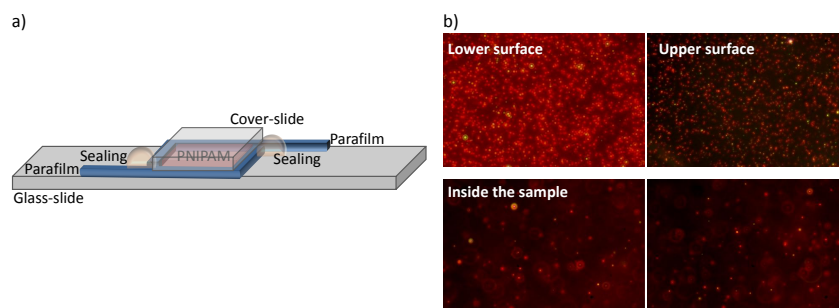 a)
Cover-slide
Parafilm
Sealing
PNIPAM
Sealing
Parafilm
Glass-slide
b)
Lower surface
Upper surface
Inside the sample